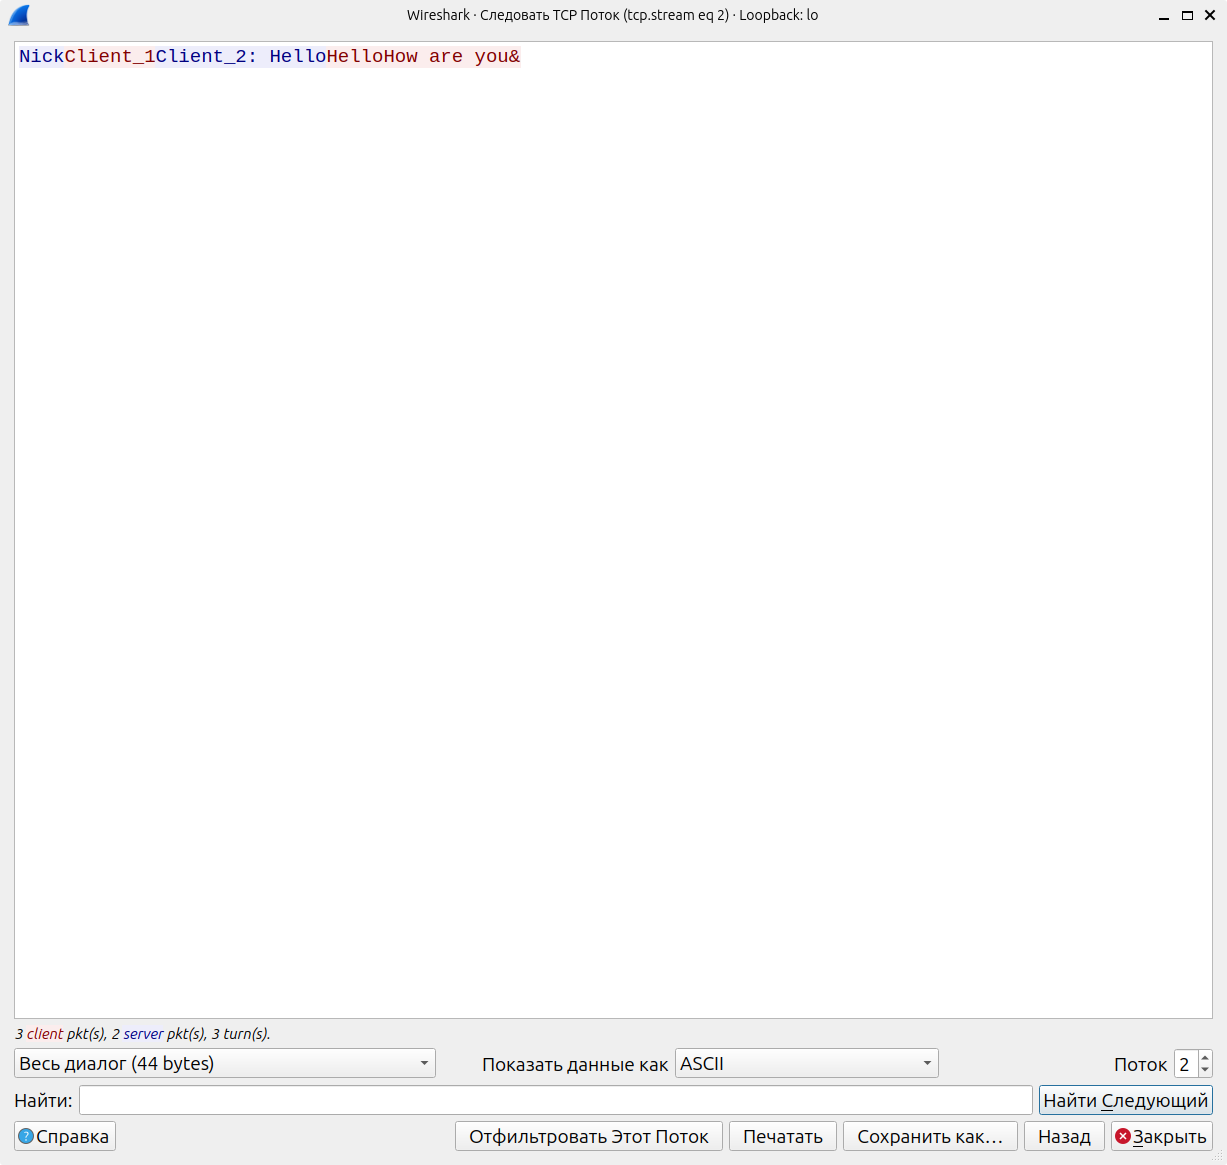 Wireshark · Следовать TCP Поток (tcp.stream eq 2) · Loopback: lo
NickClient_1Client_2: HelloHelloHow are you&
3 client pkt(s), 2 server pkt(s), 3 turn(s).
Весь диалог (44 bytes) Показать данные как ASCII Поток 2
Найти: Найти Следующий
Справка Отфильтровать Этот Поток Печатать Сохранить как… Назад Закрыть